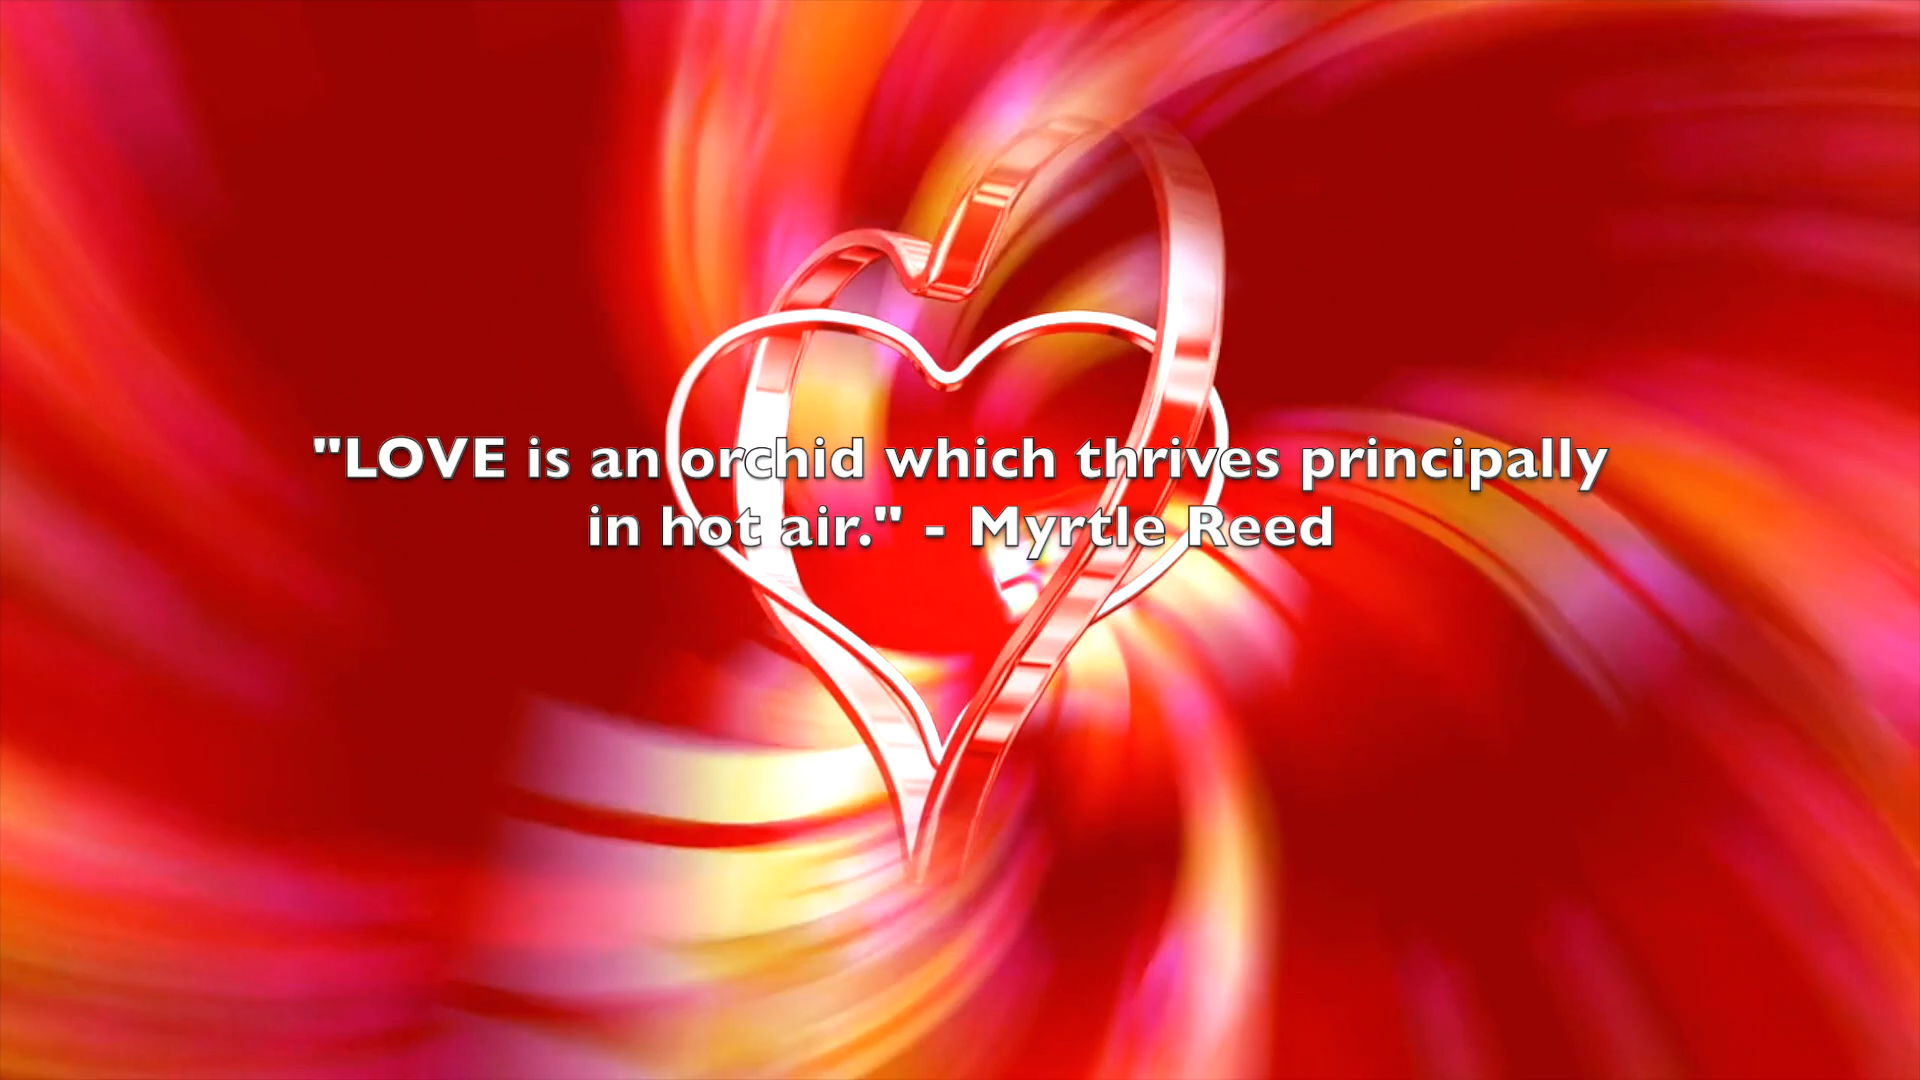 "LOVE is an orchid which thrives principally
in hot air." - Myrtle Reed